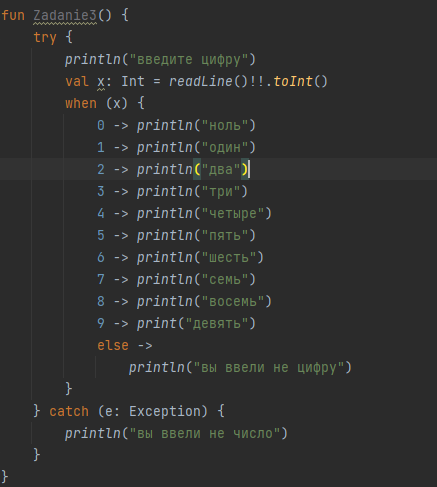 fun Zadanie3() {
    try {
        println("введите цифру")
        val x: Int = readLine()!!.toInt()
        when (x) {
            0 -> println("ноль")
            1 -> println("один")
            2 -> println("два")
            3 -> println("три")
            4 -> println("четыре")
            5 -> println("пять")
            6 -> println("шесть")
            7 -> println("семь")
            8 -> println("восемь")
            9 -> print("девять")
            else ->
                println("вы ввели не цифру")
        }
    } catch (e: Exception) {
        println("вы ввели не число")
    }
}